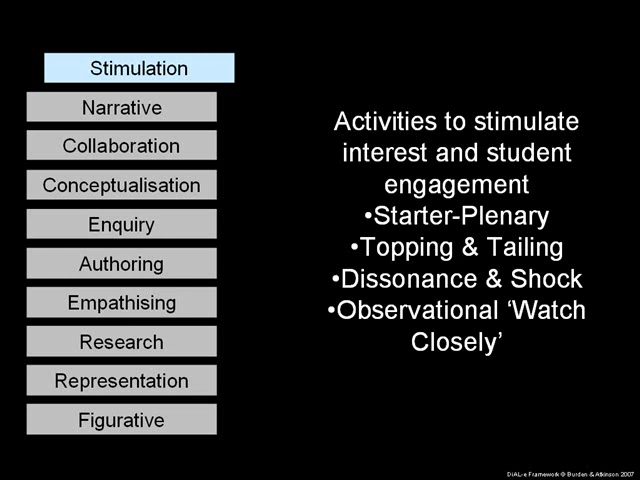 Stimulation
Narrative
Collaboration
Conceptualisation
Enquiry
Authoring
Empathising
Research
Representation
Figurative
Activities to stimulate
interest and student
engagement
•Starter-Plenary
•Topping & Tailing
•Dissonance & Shock
•Observational ‘Watch
Closely’
DiAL-e Framework @ Burden & Atkinson 2007